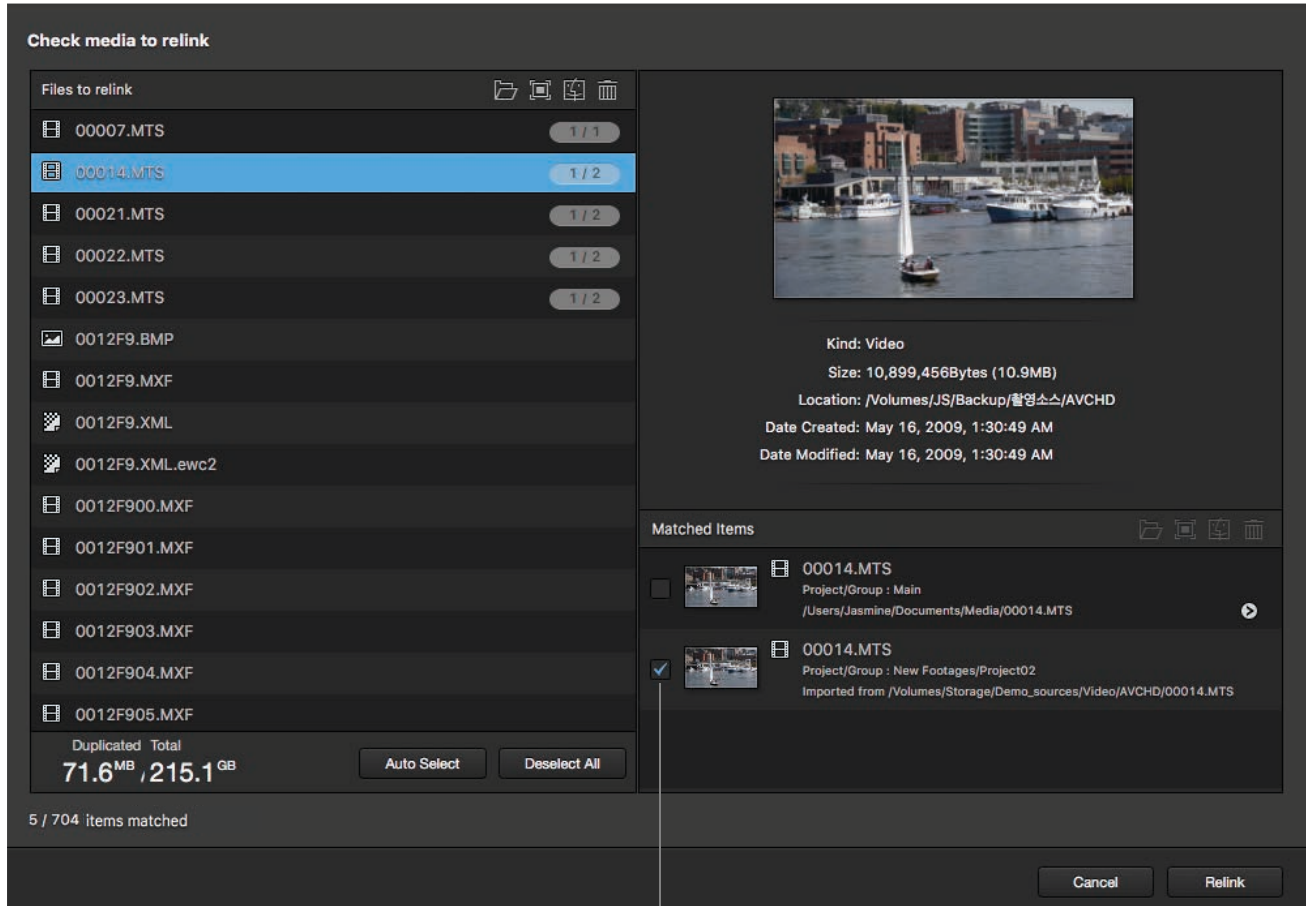 Check media to relink
Files to relink
00007.MTS 1 / 1
00014.MTS 1 / 2
00021.MTS 1 / 2
00022.MTS 1 / 2
00023.MTS 1 / 2
0012F9.BMP
0012F9.MXF
0012F9.XML
0012F9.XML.ewc2
0012F900.MXF
0012F901.MXF
0012F902.MXF
0012F903.MXF
0012F904.MXF
0012F905.MXF
Duplicated Total
71.6MB / 215.1GB
Auto Select Deselect All
5 / 704 items matched
Kind: Video
Size: 10,899,456Bytes (10.9MB)
Location: /Volumes/JS/Backup/촬영소스/AVCHD
Date Created: May 16, 2009, 1:30:49 AM
Date Modified: May 16, 2009, 1:30:49 AM
Matched Items
00014.MTS
Project/Group : Main
/Users/Jasmine/Documents/Media/00014.MTS
00014.MTS
Project/Group : New Footages/Project02
Imported from /Volumes/Storage/Demo_sources/Video/AVCHD/00014.MTS
Cancel Relink